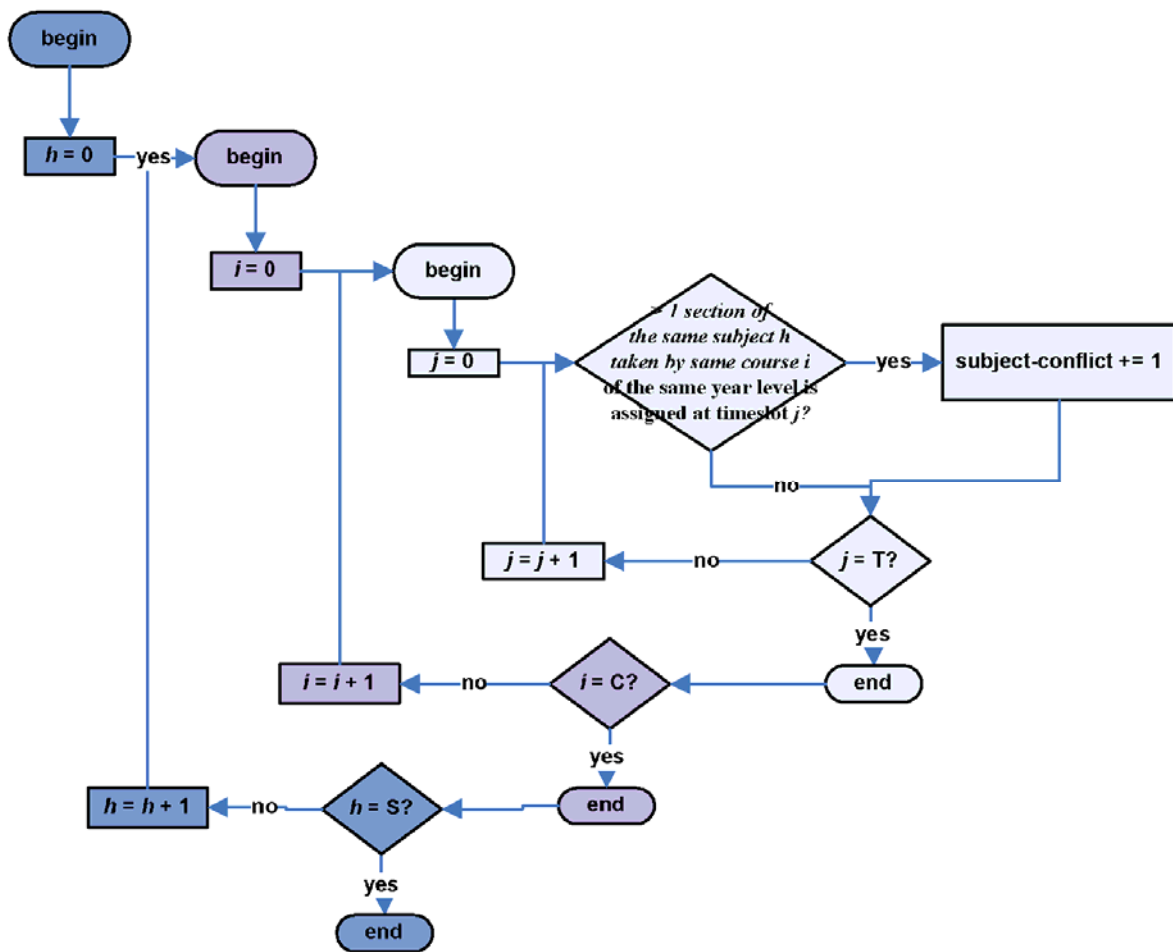 begin
h = 0
yes
begin
i = 0
begin
j = 0
1 section of
the same subject h
taken by same course i
of the same year level is
assigned at timeslot j?
yes
subject-conflict += 1
no
j = T?
no
j = j + 1
yes
end
i = C?
no
i = i + 1
yes
end
h = S?
no
h = h + 1
yes
end